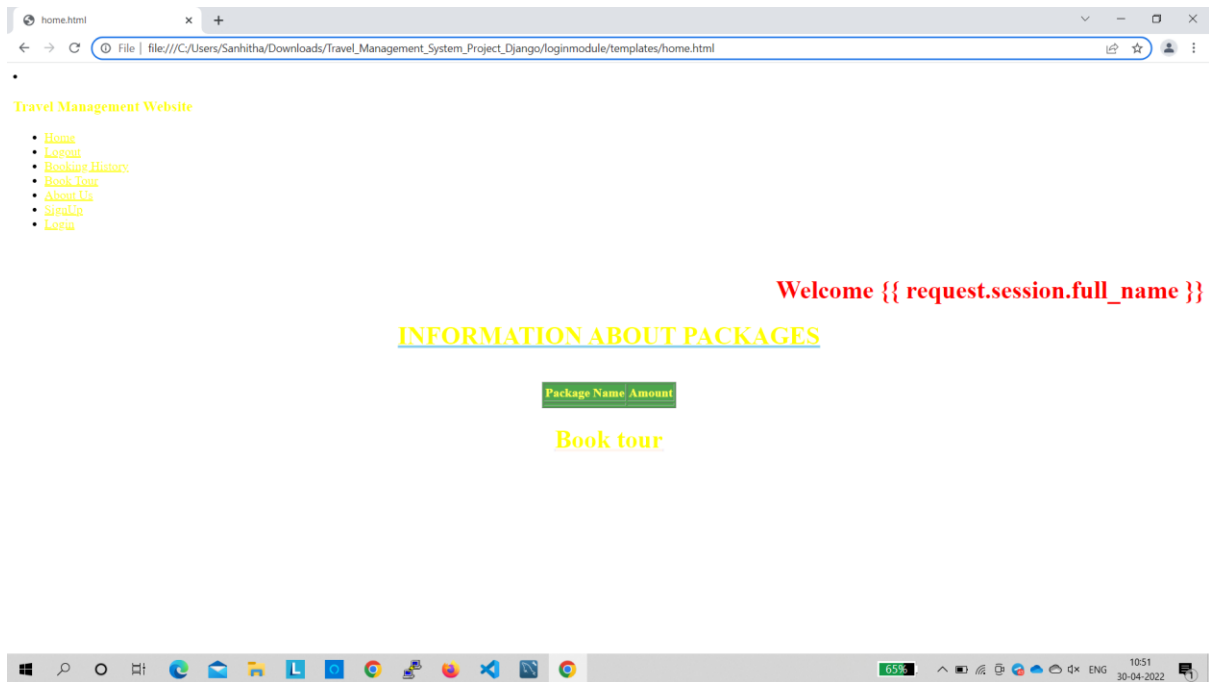 home.html
File | file:///C:/Users/Sanhitha/Downloads/Travel_Management_System_Project_Django/loginmodule/templates/home.html
Travel Management Website
Home
Logout
Booking History
Book Tour
About Us
SignUp
Login
Welcome {{ request.session.full_name }}
INFORMATION ABOUT PACKAGES
Package Name Amount
Book tour
65% ENG 10:51
30-04-2022